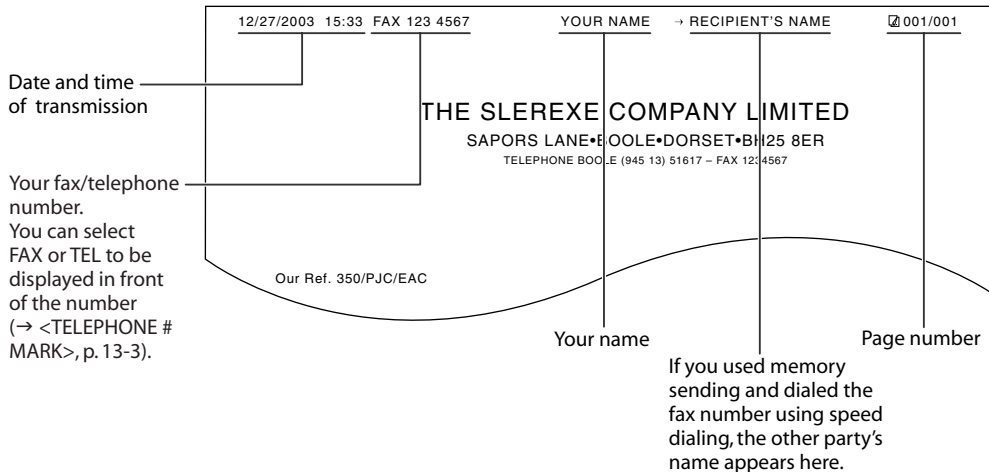 12/27/2003 15:33 FAX 123 4567 YOUR NAME → RECIPIENT'S NAME 001/001
Date and time
of transmission
THE SLEREXE COMPANY LIMITED
SAPORS LANE•BOOLE•DORSET•BH25 8ER
TELEPHONE BOOLE (945 13) 51617 – FAX 1234567
Your fax/telephone
number.
You can select
FAX or TEL to be
displayed in front
of the number
(→ <TELEPHONE #
MARK>, p. 13-3).
Our Ref. 350/PJC/EAC
Your name
Page number
If you used memory
sending and dialed the
fax number using speed
dialing, the other party's
name appears here.